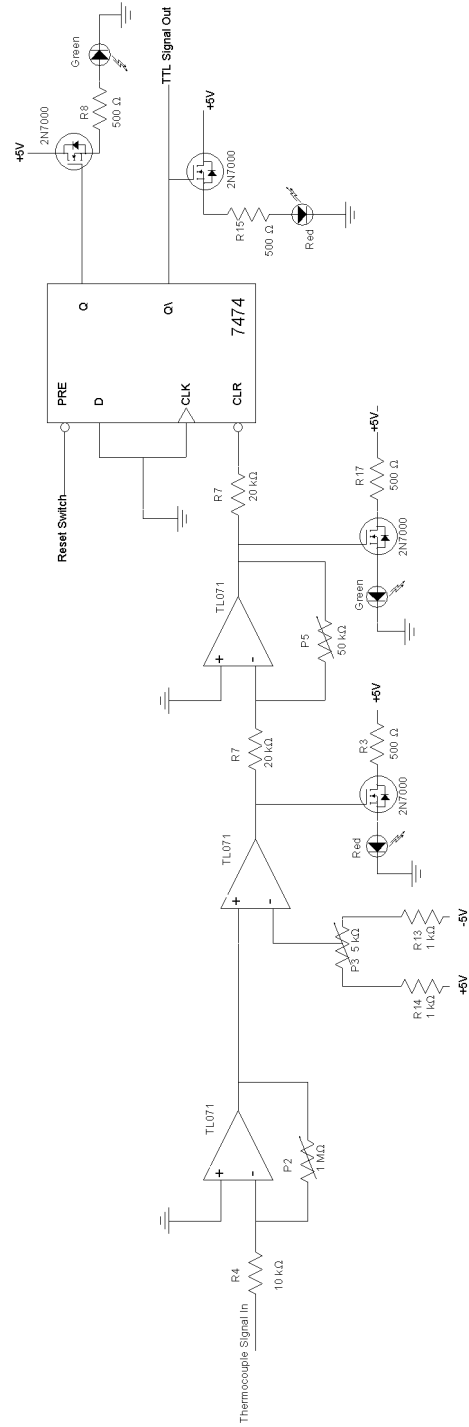 Thermocouple Signal In
R4
10 kΩ
+
-
TL071
P2
1 MΩ
+
-
TL071
P3
5 kΩ
R14
1 kΩ
+5V
R13
1 kΩ
-5V
Red
2N7000
R3
500 Ω
+5V
R7
20 kΩ
+
-
TL071
P5
50 kΩ
Green
2N7000
R17
500 Ω
+5V
R7
20 kΩ
Reset Switch
PRE
D
CLK
CLR
Q
Q\
7474
+5V
2N7000
R8
500 Ω
Green
TTL Signal Out
+5V
2N7000
R15
500 Ω
Red